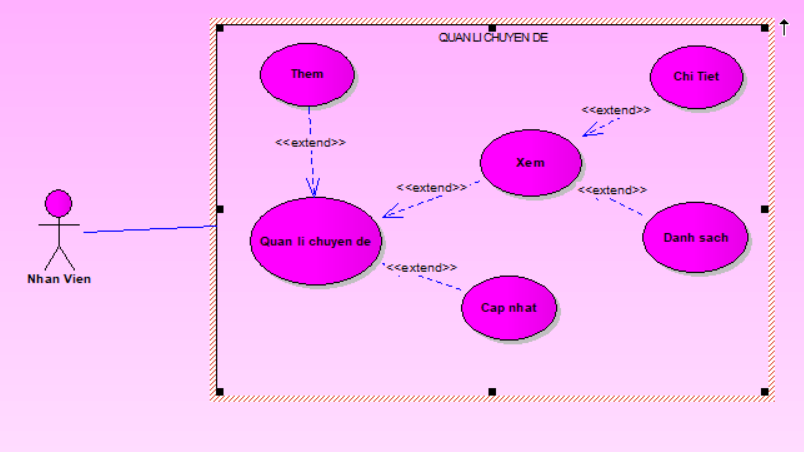 QUAN LI CHUYEN DE
Them
Chi Tiet
<<extend>>
<<extend>>
Xem
<<extend>>
<<extend>>
Quan li chuyen de
Danh sach
<<extend>>
Nhan Vien
Cap nhat